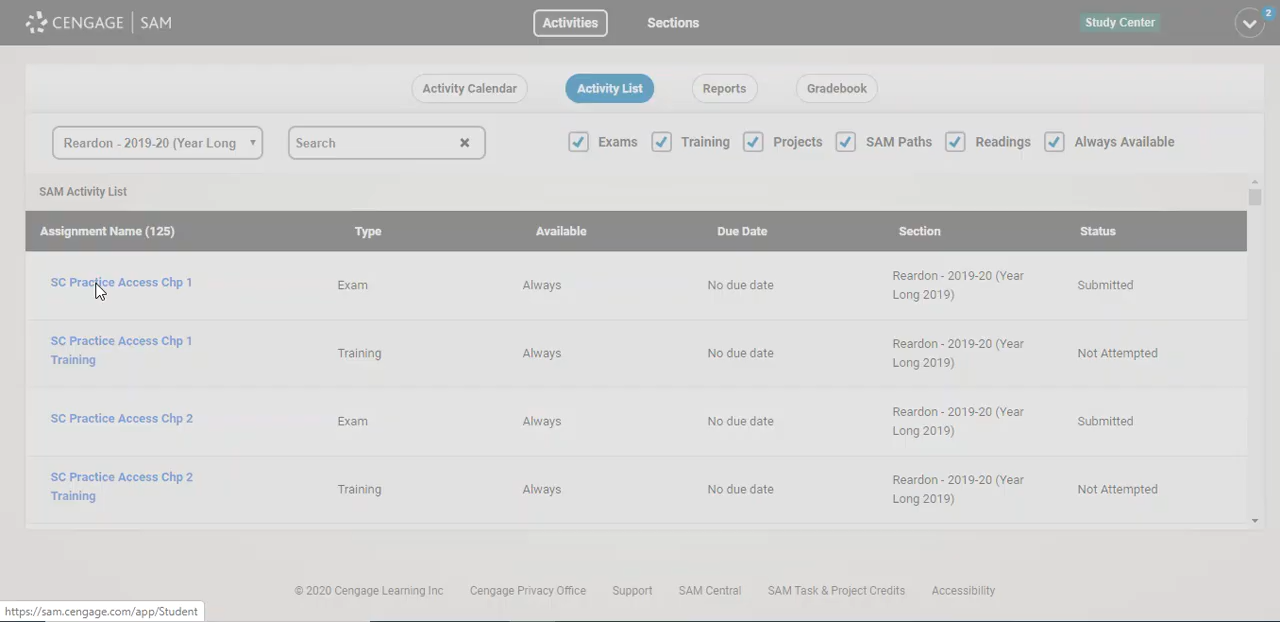 CENGAGE | SAM
Activities
Sections
Study Center
2
Activity Calendar
Activity List
Reports
Gradebook
Reardon - 2019-20 (Year Long
Search
Exams
Training
Projects
SAM Paths
Readings
Always Available
SAM Activity List
Assignment Name (125) Type Available Due Date Section Status
SC Practice Access Chp 1
Exam
Always
No due date
Reardon - 2019-20 (Year
Long 2019)
Submitted
SC Practice Access Chp 1
Training
Training
Always
No due date
Reardon - 2019-20 (Year
Long 2019)
Not Attempted
SC Practice Access Chp 2
Exam
Always
No due date
Reardon - 2019-20 (Year
Long 2019)
Submitted
SC Practice Access Chp 2
Training
Training
Always
No due date
Reardon - 2019-20 (Year
Long 2019)
Not Attempted
© 2020 Cengage Learning Inc
Cengage Privacy Office
Support
SAM Central
SAM Task & Project Credits
Accessibility
https://sam.cengage.com/app/Student